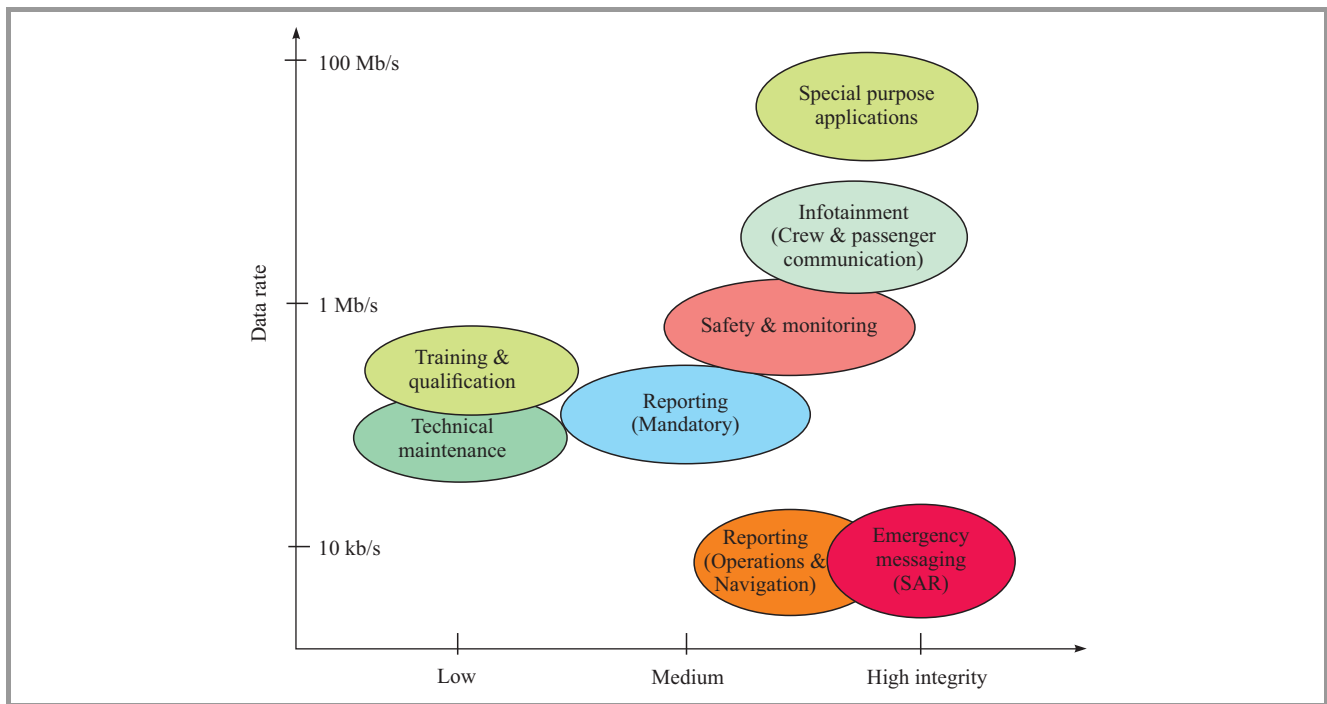 100 Mb/s
Special purpose
applications
Infotainment
(Crew & passenger
communication)
Data rate
1 Mb/s
Safety & monitoring
Training &
qualification
Reporting
(Mandatory)
Technical
maintenance
10 kb/s
Reporting
(Operations &
Navigation)
Emergency
messaging
(SAR)
Low
Medium
High integrity